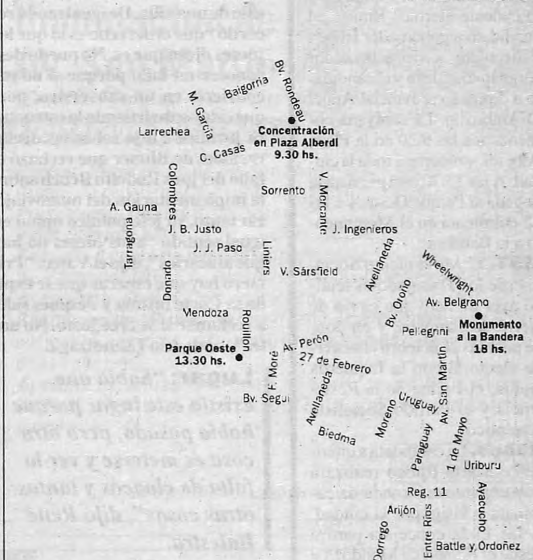 Bv. Rondeau
Baigorria
M. García
Larrechea
Concentración
en Plaza Alberdi
9.30 hs.
C. Casas
Colombres
Sorrento
V. Mercante
A. Gauna
Tarragona
J. B. Justo
J. Ingenieros
J. J. Paso
Liniers
Avellaneda
Wheelwright
Donado
V. Sársfield
Bv. Oroño
Av. Belgrano
Mendoza
Rouillon
Pellegrini
Monumento
a la Bandera
18 hs.
Av. Perón
Parque Oeste
13.30 hs.
27 de Febrero
F. Moré
Av. San Martín
Bv. Segui
Avellaneda
Moreno
Uruguay
Biedma
Paraguay
1 de Mayo
Uriburu
Reg. 11
Ayacucho
Arijón
Dorrego
Entre Ríos
Battle y Ordoñez